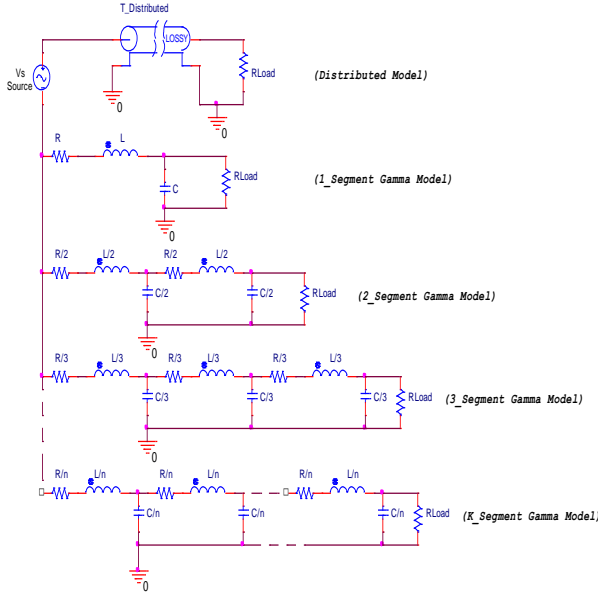 T_Distributed
LOSSY
Vs
Source
RLoad
(Distributed Model)
0
0
R
L
C
RLoad
(1_Segment Gamma Model)
0
R/2
L/2
R/2
L/2
C/2
C/2
RLoad
(2_Segment Gamma Model)
0
R/3
L/3
R/3
L/3
R/3
L/3
C/3
C/3
C/3
RLoad
(3_Segment Gamma Model)
0
R/n
L/n
R/n
L/n
R/n
L/n
C/n
C/n
C/n
RLoad
(K_Segment Gamma Model)
0